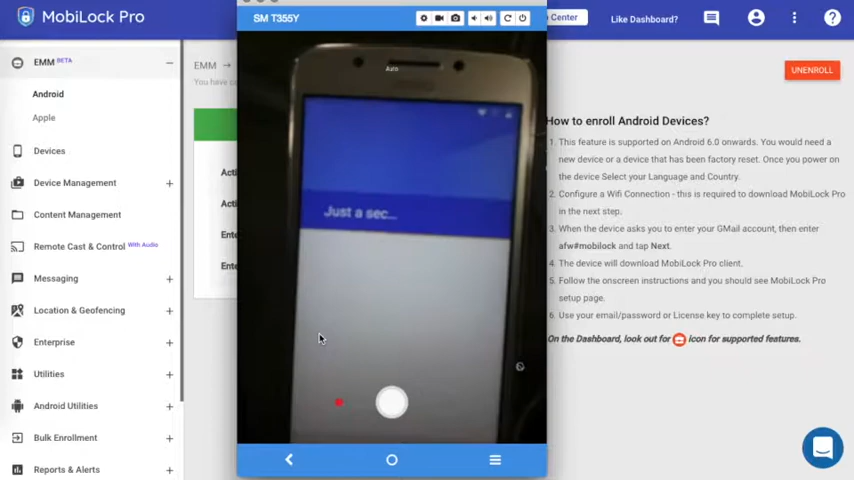 MobiLock Pro
SM T355Y
Center
Like Dashboard?
EMM BETA
EMM →
UNENROLL
You have
Android
Apple
Devices
Device Management
Content Management
Remote Cast & Control With Audio
Messaging
Location & Geofencing
Enterprise
Utilities
Android Utilities
Bulk Enrollment
Reports & Alerts
Auto
Just a sec...
How to enroll Android Devices?
1. This feature is supported on Android 6.0 onwards. You would need a
new device or a device that has been factory reset. Once you power on
the device Select your Language and Country.
2. Configure a Wifi Connection - this is required to download MobiLock Pro
in the next step.
3. When the device asks you to enter your GMail account, then enter
afw#mobilock and tap Next.
4. The device will download MobiLock Pro client.
5. Follow the onscreen instructions and you should see MobiLock Pro
setup page.
6. Use your email/password or License key to complete setup.
On the Dashboard, look out for icon for supported features.